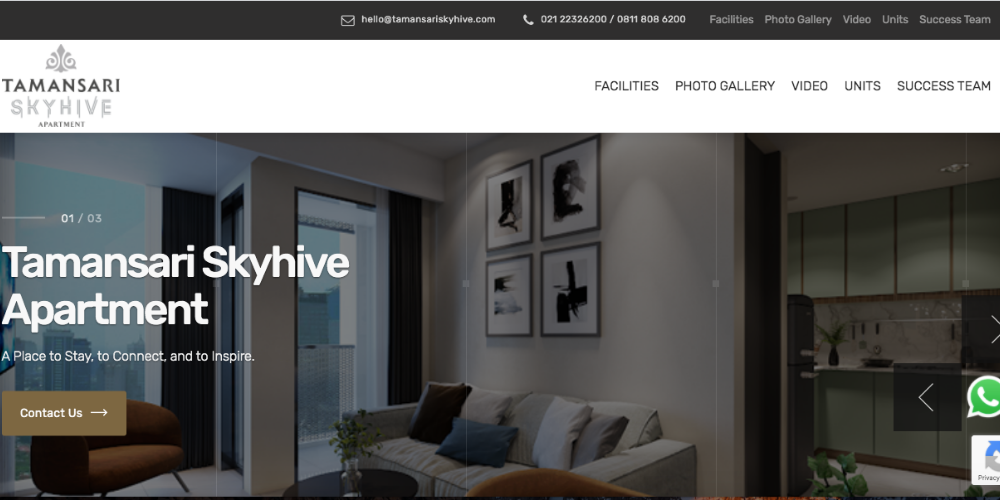 hello@tamansariskyhive.com 021 22326200 / 0811 808 6200 Facilities Photo Gallery Video Units Success Team
TAMANSARI
SKYHIVE
APARTMENT
FACILITIES PHOTO GALLERY VIDEO UNITS SUCCESS TEAM
01 / 03
Tamansari Skyhive
Apartment
A Place to Stay, to Connect, and to Inspire.
Contact Us